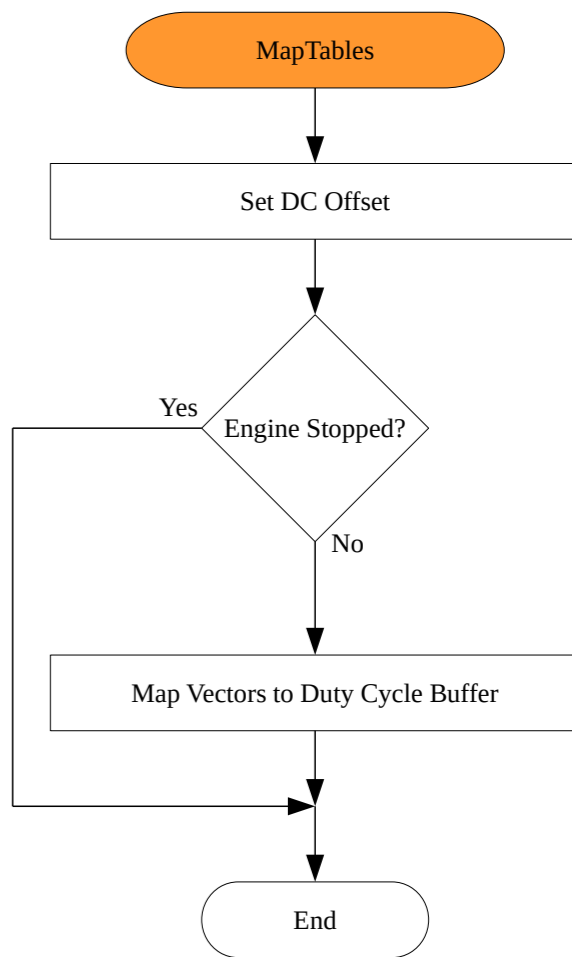 MapTables
Set DC Offset
Yes
Engine Stopped?
No
Map Vectors to Duty Cycle Buffer
End